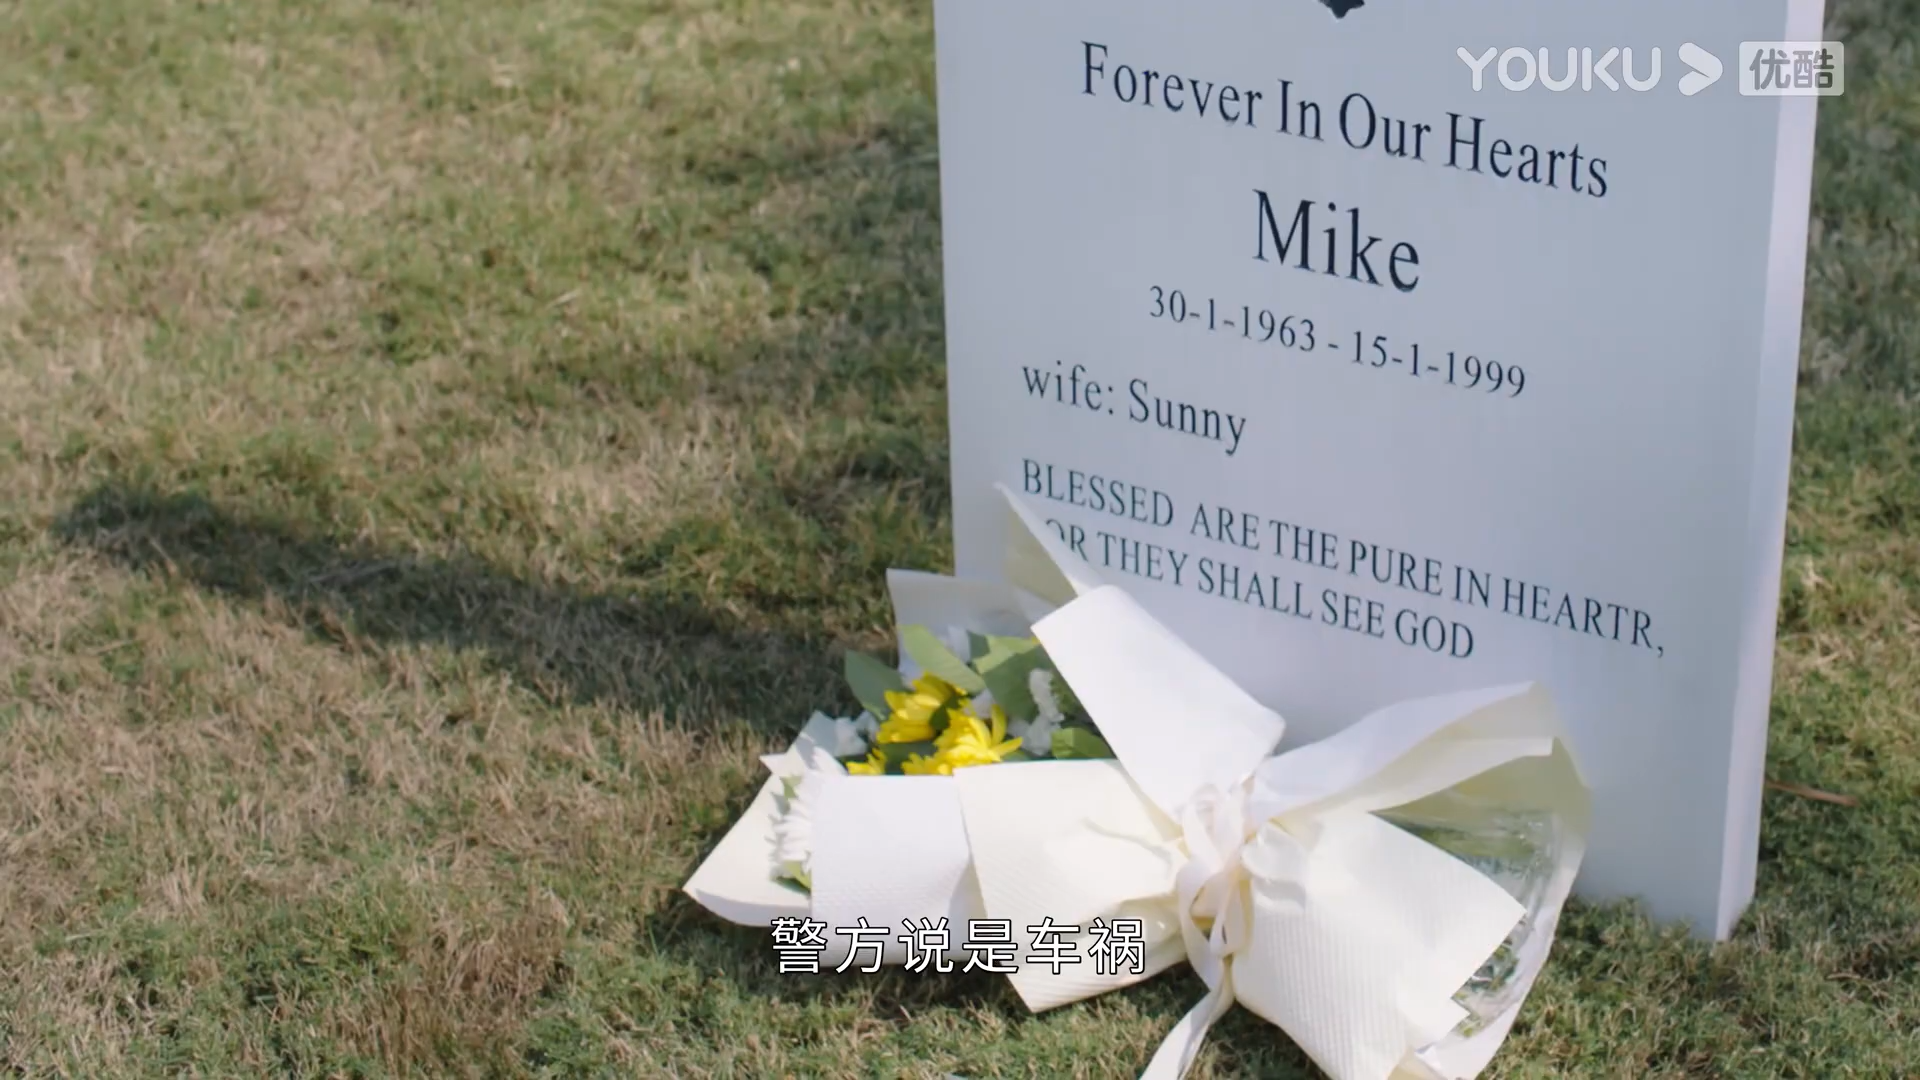 YOUKU 优酷
Forever In Our Hearts
Mike
30-1-1963 - 15-1-1999
wife: Sunny
BLESSED ARE THE PURE IN HEARTR,
OR THEY SHALL SEE GOD
警方说是车祸